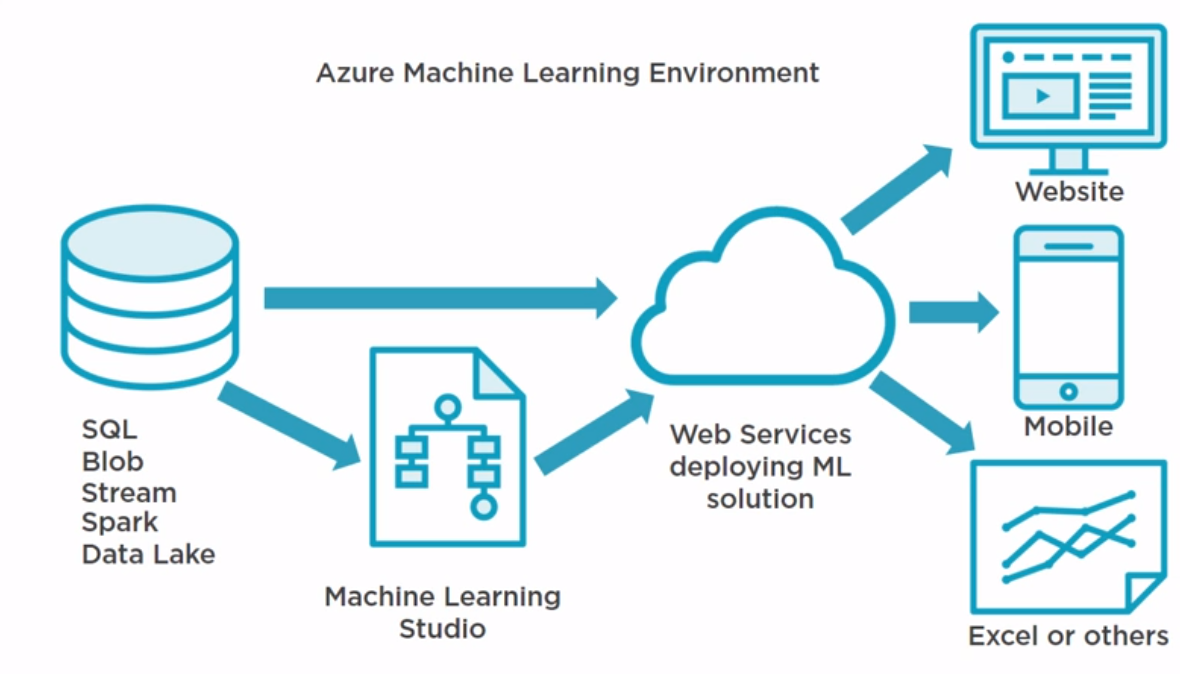 Azure Machine Learning Environment
Website
Mobile
SQL
Blob
Stream
Spark
Data Lake
Web Services
deploying ML
solution
Machine Learning
Studio
Excel or others